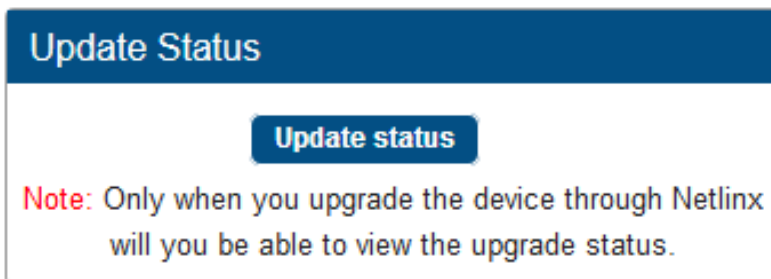 Update Status
Update status
Note: Only when you upgrade the device through Netlinx
will you be able to view the upgrade status.